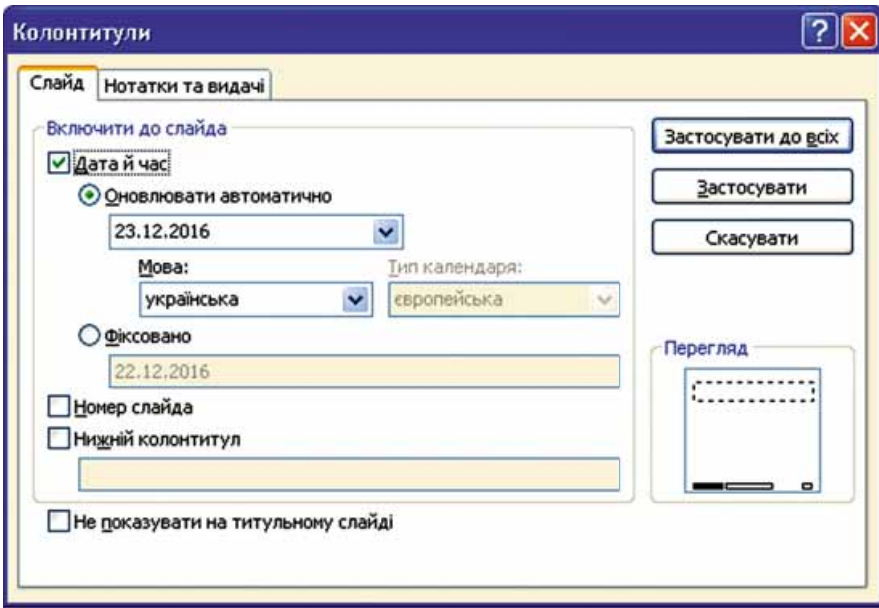 Колонтитули
Слайд Нотатки та видачі
Включити до слайда
Дата й час
Оновлювати автоматично
23.12.2016
Мова: Тип календаря:
українська європейська
Фіксовано
22.12.2016
Номер слайда
Нижній колонтитул
Не показувати на титульному слайді
Застосувати до всіх
Застосувати
Скасувати
Перегляд